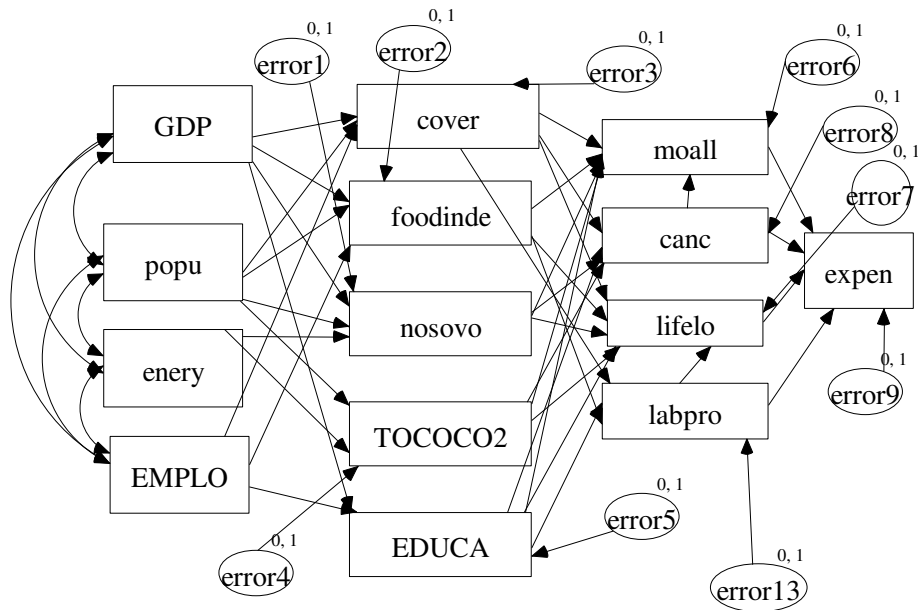 0, 1
error1
0, 1
error2
0, 1
error3
0, 1
error6
GDP
cover
moall
0, 1
error8
0, 1
error7
foodinde
canc
popu
expen
nosovo
lifelo
enery
0, 1
error9
labpro
TOCOCO2
EMPLO
0, 1
error5
EDUCA
0, 1
error4
0, 1
error13